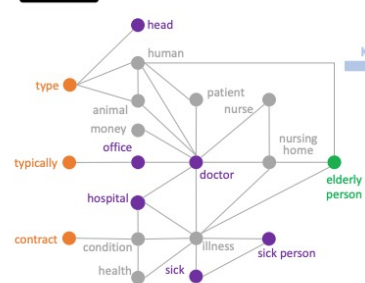 head
human
type
patient
animal
nurse
money
office
nursing
home
typically
doctor
elderly
person
hospital
contract
condition
illness
sick person
health
sick